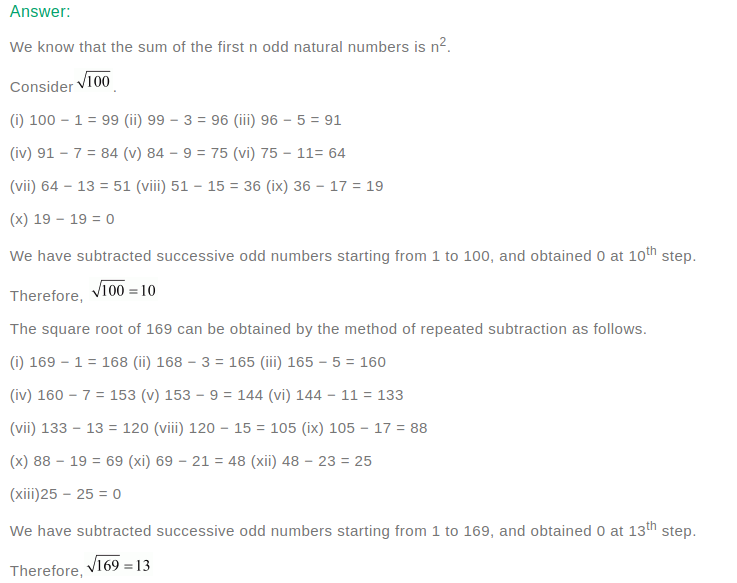 Answer:
We know that the sum of the first n odd natural numbers is n².
Consider √100 .
(i) 100 − 1 = 99 (ii) 99 − 3 = 96 (iii) 96 − 5 = 91
(iv) 91 − 7 = 84 (v) 84 − 9 = 75 (vi) 75 − 11= 64
(vii) 64 − 13 = 51 (viii) 51 − 15 = 36 (ix) 36 − 17 = 19
(x) 19 − 19 = 0
We have subtracted successive odd numbers starting from 1 to 100, and obtained 0 at 10th step.
Therefore, √100 = 10
The square root of 169 can be obtained by the method of repeated subtraction as follows.
(i) 169 − 1 = 168 (ii) 168 − 3 = 165 (iii) 165 − 5 = 160
(iv) 160 − 7 = 153 (v) 153 − 9 = 144 (vi) 144 − 11 = 133
(vii) 133 − 13 = 120 (viii) 120 − 15 = 105 (ix) 105 − 17 = 88
(x) 88 − 19 = 69 (xi) 69 − 21 = 48 (xii) 48 − 23 = 25
(xiii)25 − 25 = 0
We have subtracted successive odd numbers starting from 1 to 169, and obtained 0 at 13th step.
Therefore, √169 = 13